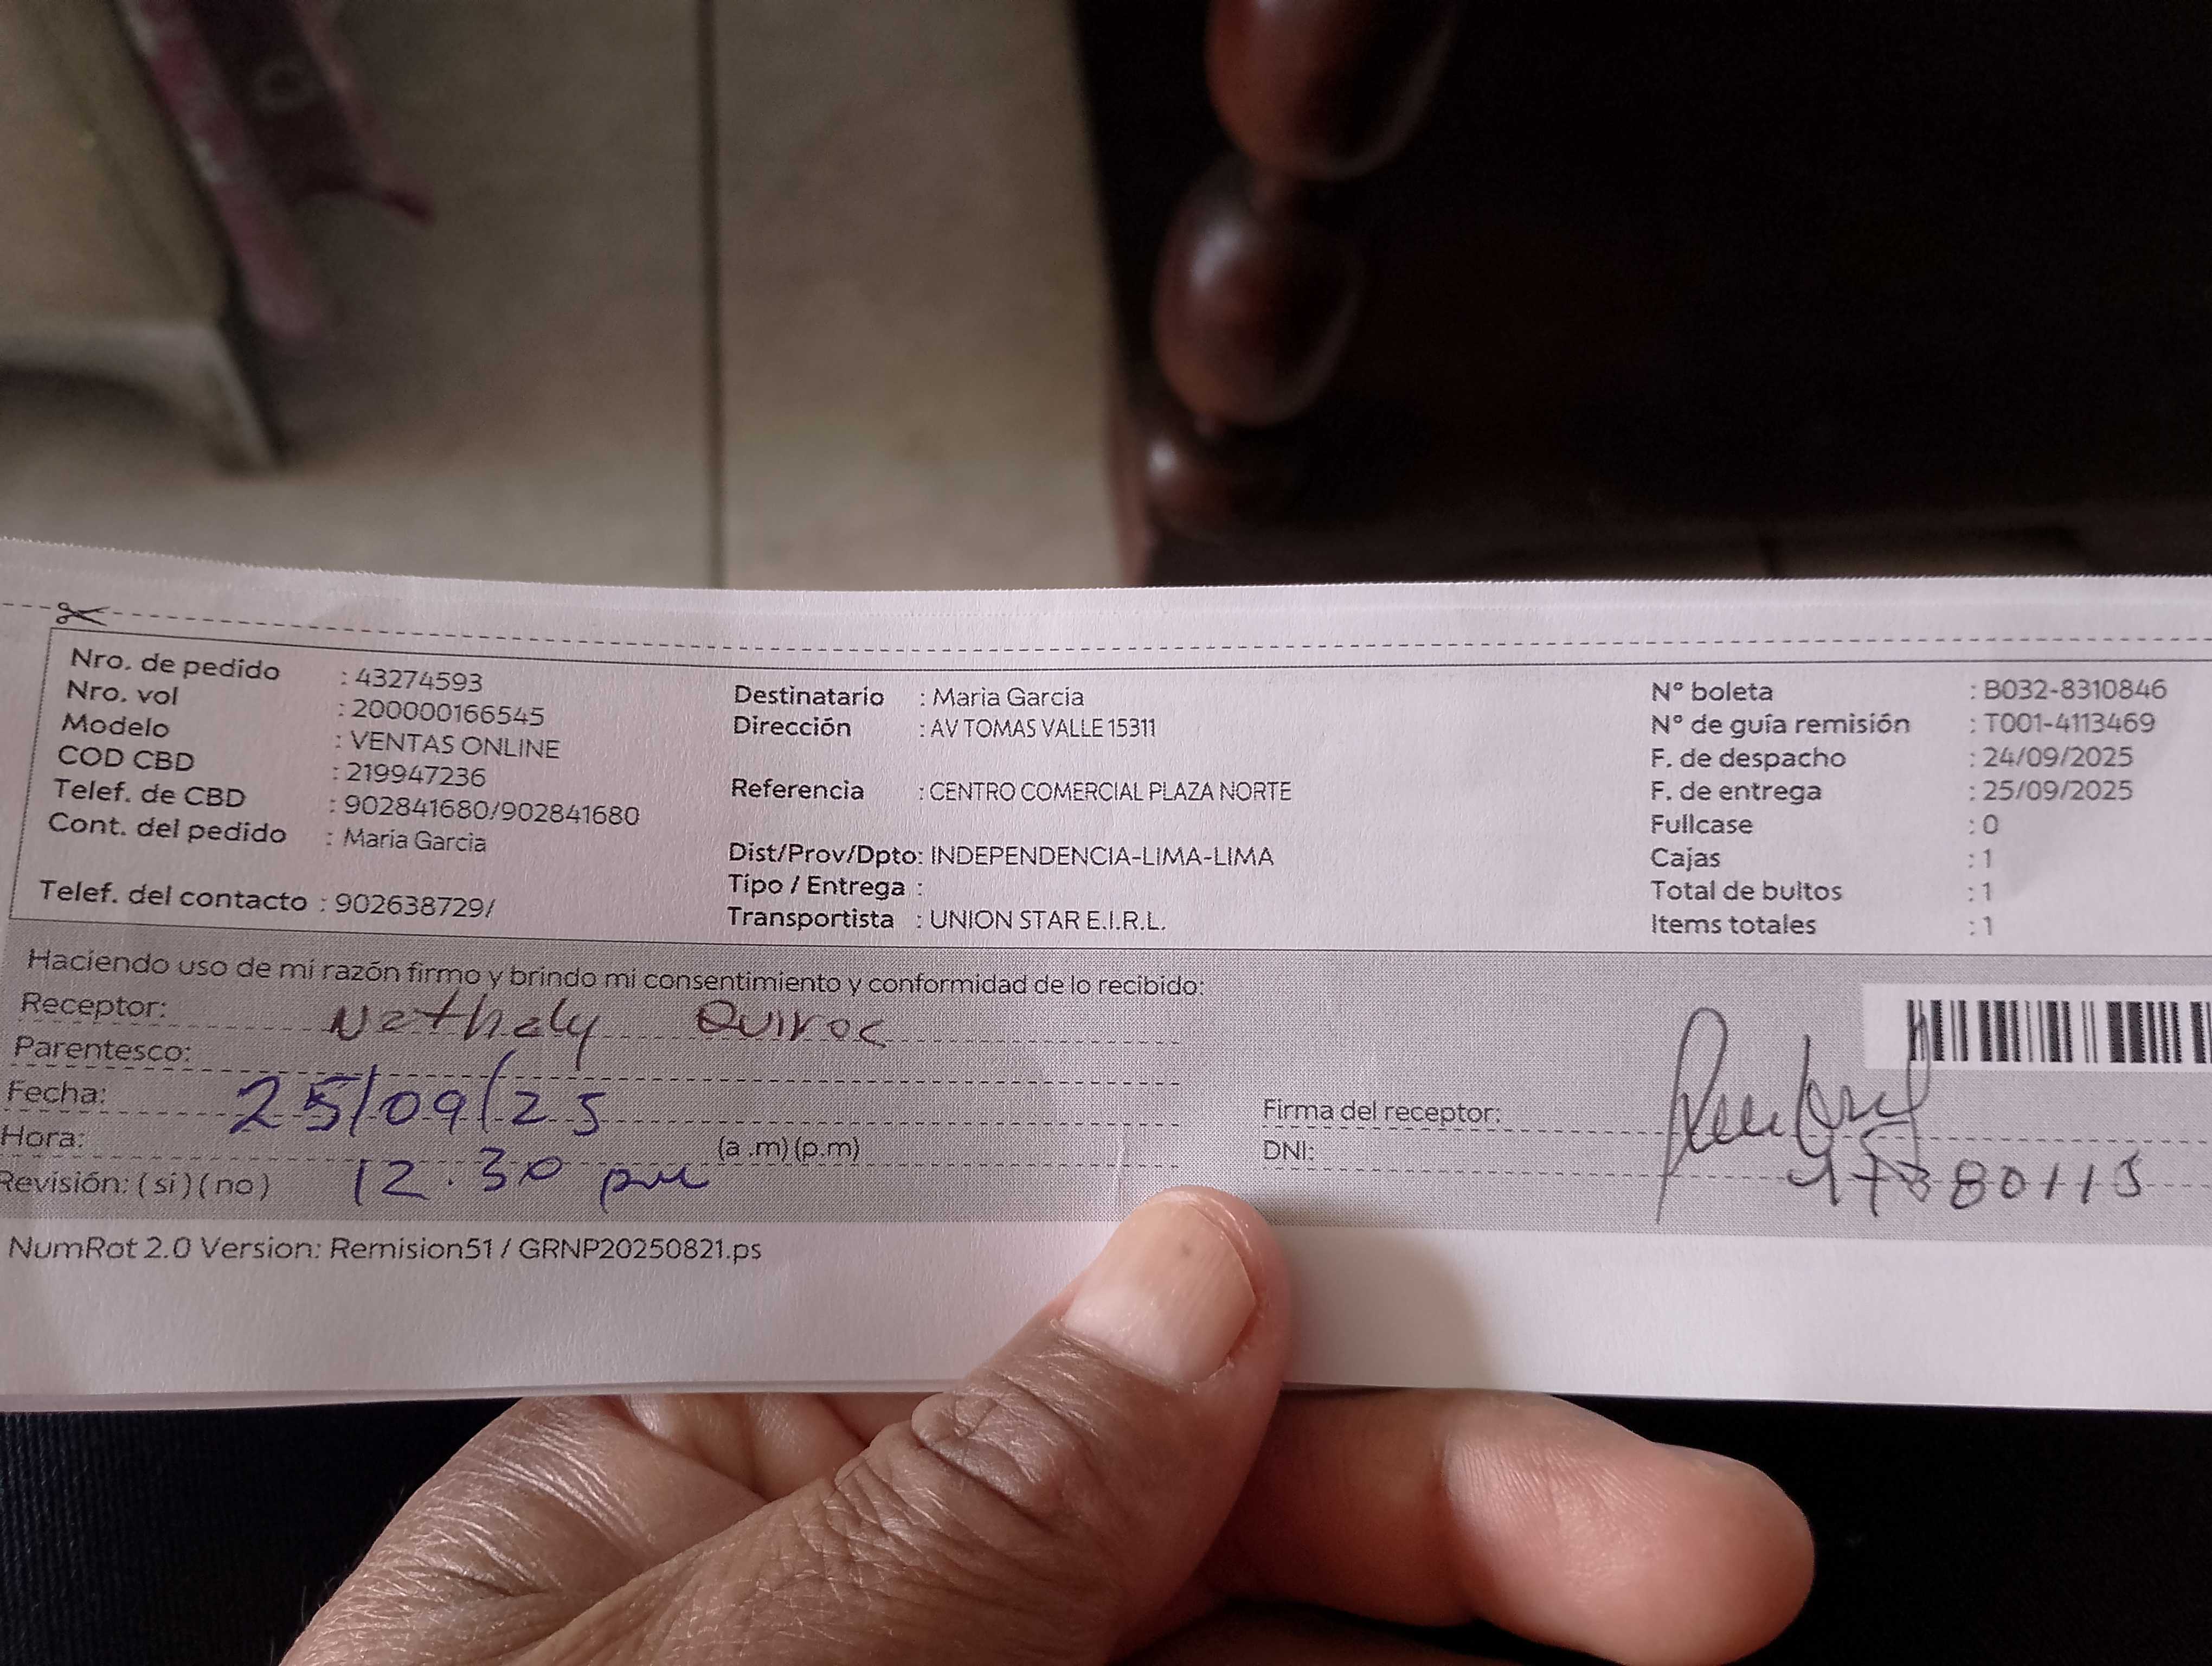 Nro. de pedido : 43274593
Nro. vol : 200000166545
Modelo : VENTAS ONLINE
COD CBD : 219947236
Telef. de CBD : 902841680/902841680
Cont. del pedido : Maria Garcia
Telef. del contacto : 902638729/
Destinatario : Maria Garcia
Dirección : AV TOMAS VALLE 15311
Referencia : CENTRO COMERCIAL PLAZA NORTE
Dist/Prov/Dpto: INDEPENDENCIA-LIMA-LIMA
Tipo / Entrega :
Transportista : UNION STAR E.I.R.L.
N° boleta : B032-8310846
N° de guía remisión : T001-4113469
F. de despacho : 24/09/2025
F. de entrega : 25/09/2025
Fullcase : 0
Cajas : 1
Total de bultos : 1
Items totales : 1
Haciendo uso de mi razón firmo y brindo mi consentimiento y conformidad de lo recibido:
Receptor: Nathaly
Parentesco:
Fecha: 25/09/25
Hora: 12.30 pm (a.m)(p.m)
Revisión: (si)(no)
Firma del receptor:
DNI:
NumRot 2.0 Version: Remision51 / GRNP20250821.ps